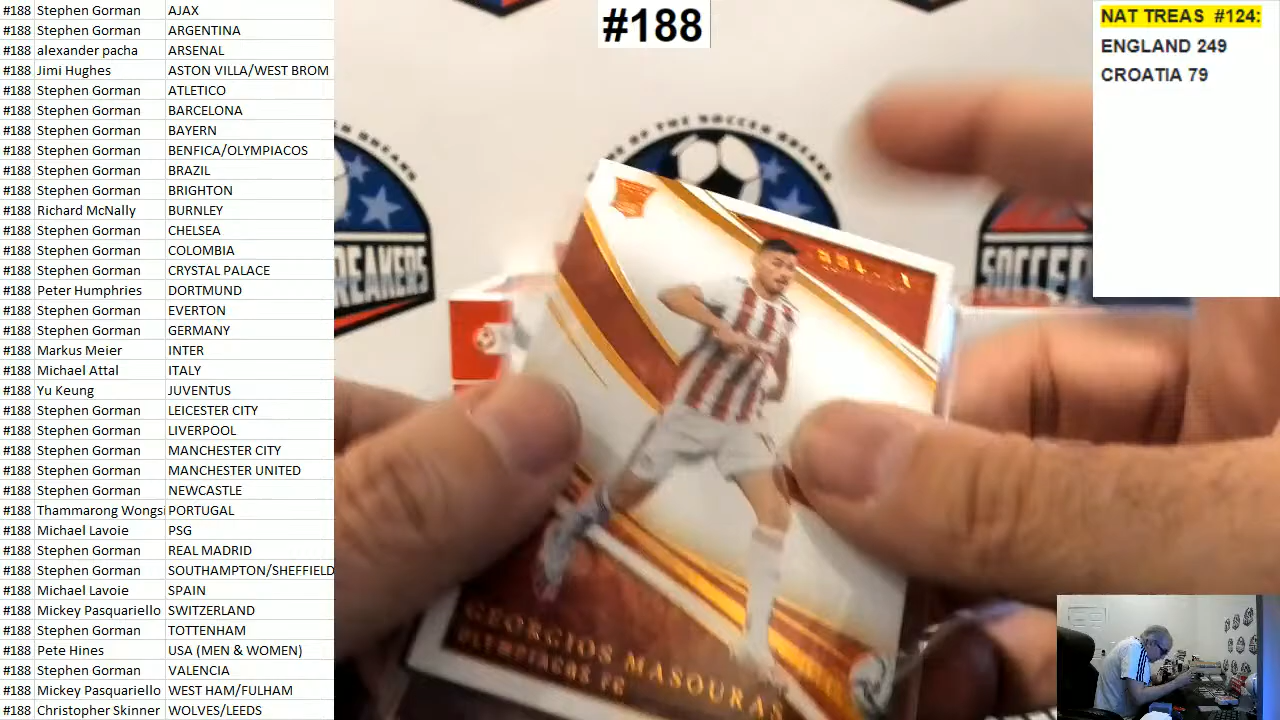 #188 Stephen Gorman AJAX
#188 Stephen Gorman ARGENTINA
#188 alexander pacha ARSENAL
#188 Jimi Hughes ASTON VILLA/WEST BROM
#188 Stephen Gorman ATLETICO
#188 Stephen Gorman BARCELONA
#188 Stephen Gorman BAYERN
#188 Stephen Gorman BENFICA/OLYMPIACOS
#188 Stephen Gorman BRAZIL
#188 Stephen Gorman BRIGHTON
#188 Richard McNally BURNLEY
#188 Stephen Gorman CHELSEA
#188 Stephen Gorman COLOMBIA
#188 Stephen Gorman CRYSTAL PALACE
#188 Peter Humphries DORTMUND
#188 Stephen Gorman EVERTON
#188 Stephen Gorman GERMANY
#188 Markus Meier INTER
#188 Michael Attal ITALY
#188 Yu Keung JUVENTUS
#188 Stephen Gorman LEICESTER CITY
#188 Stephen Gorman LIVERPOOL
#188 Stephen Gorman MANCHESTER CITY
#188 Stephen Gorman MANCHESTER UNITED
#188 Stephen Gorman NEWCASTLE
#188 Thammarong Wongsi PORTUGAL
#188 Michael Lavoie PSG
#188 Stephen Gorman REAL MADRID
#188 Stephen Gorman SOUTHAMPTON/SHEFFIELD
#188 Michael Lavoie SPAIN
#188 Mickey Pasquariello SWITZERLAND
#188 Stephen Gorman TOTTENHAM
#188 Pete Hines USA (MEN & WOMEN)
#188 Stephen Gorman VALENCIA
#188 Mickey Pasquariello WEST HAM/FULHAM
#188 Christopher Skinner WOLVES/LEEDS
#188
NAT TREAS #124:
ENGLAND 249
CROATIA 79
OF THE SOCCER BREAKS
REAKERS
SOCCER
GEORGIOS MASOURAS
OLYMPIACOS FC